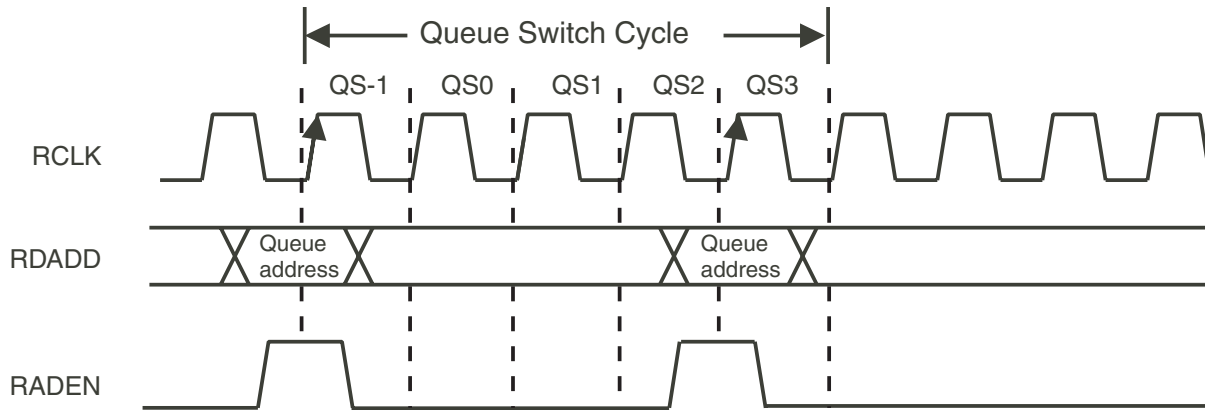 Queue Switch Cycle
QS-1 QS0 QS1 QS2 QS3
RCLK
RDADD
Queue
address
Queue
address
RADEN